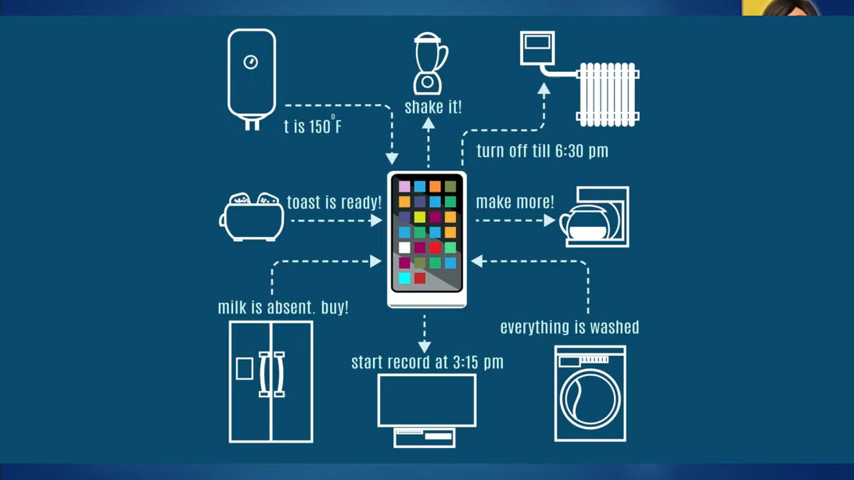 shake it!
t is 150°F
turn off till 6:30 pm
toast is ready!
make more!
milk is absent. buy!
everything is washed
start record at 3:15 pm